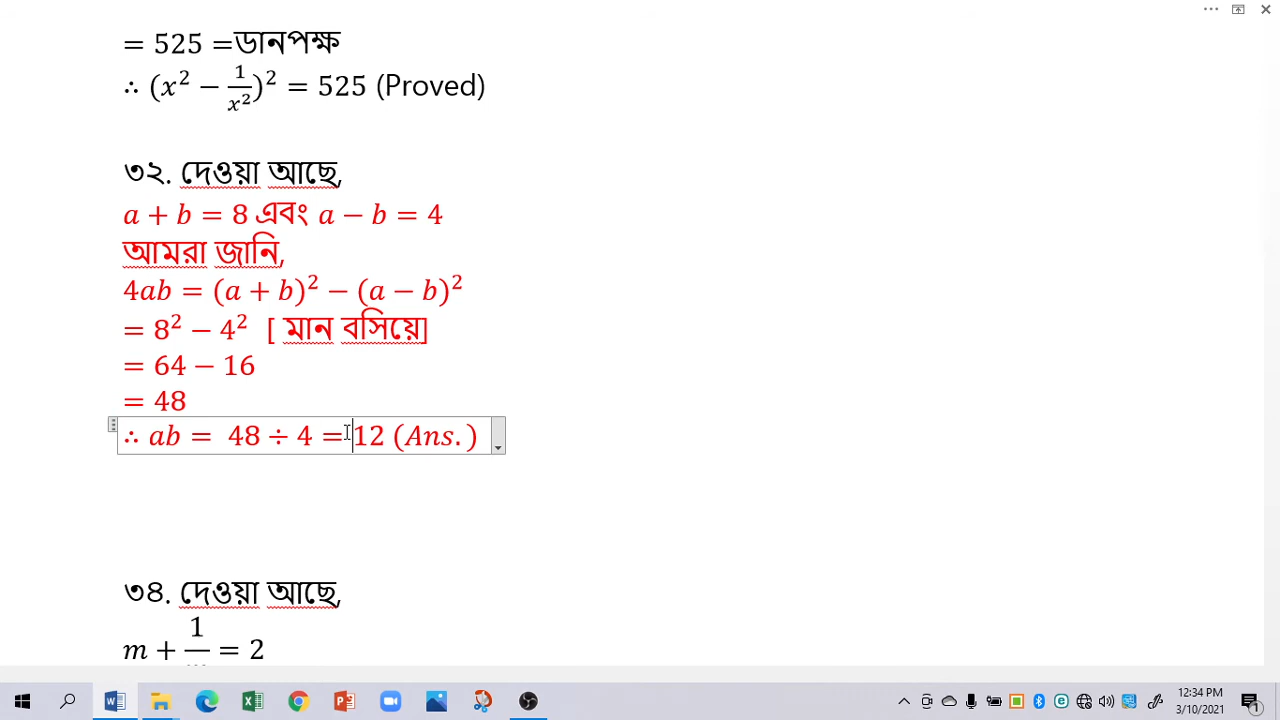 = 525 =ডানপক্ষ
∴ (x² − 1/x²)² = 525 (Proved)
৩২. দেওয়া আছে,
a + b = 8 এবং a − b = 4
আমরা জানি,
4ab = (a + b)² − (a − b)²
= 8² − 4² [ মান বসিয়ে]
= 64 − 16
= 48
∴ ab = 48 ÷ 4 = 12 (Ans.)
৩৪. দেওয়া আছে,
m + 1/m = 2
12:34 PM
3/10/2021